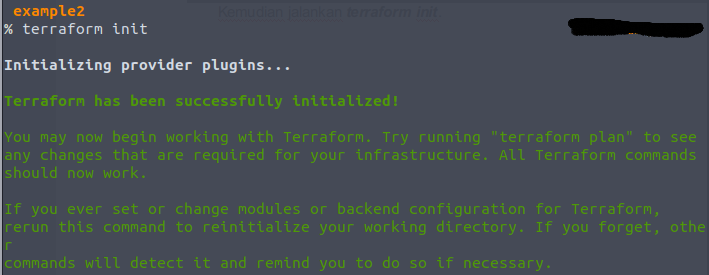 example2
Kemudian jalankan terraform init.
% terraform init
Initializing provider plugins...
Terraform has been successfully initialized!
You may now begin working with Terraform. Try running "terraform plan" to see
any changes that are required for your infrastructure. All Terraform commands
should now work.
If you ever set or change modules or backend configuration for Terraform,
rerun this command to reinitialize your working directory. If you forget, othe
r
commands will detect it and remind you to do so if necessary.